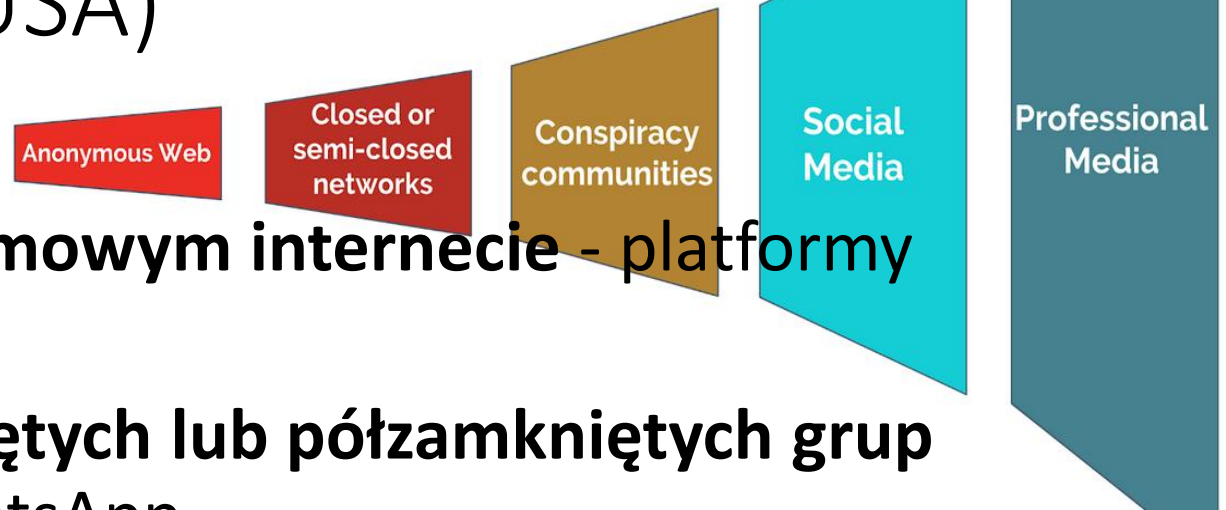 USA)
Anonymous Web
Closed or
semi-closed
networks
Conspiracy
communities
Social
Media
Professional
Media
mowym internecie - platformy
ętych lub półzamkniętych grup